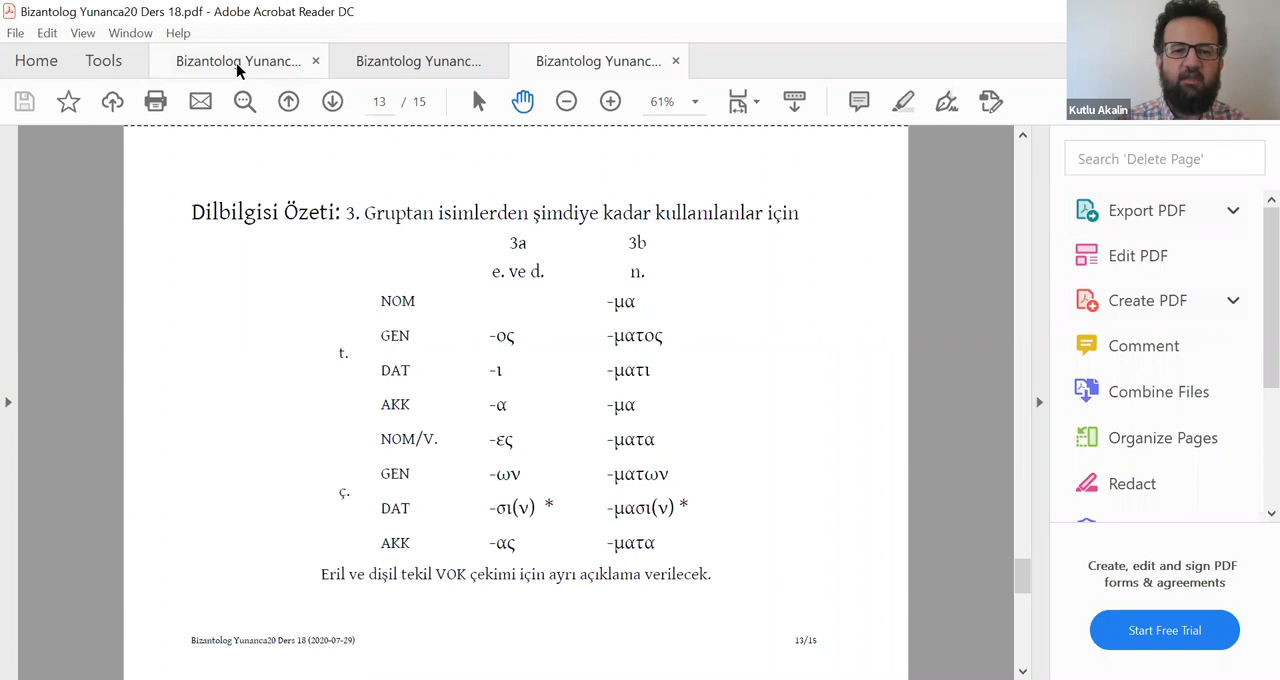 Bizantolog Yunanca20 Ders 18.pdf - Adobe Acrobat Reader DC
File Edit View Window Help
Home Tools Bizantolog Yunanc... × Bizantolog Yunanc... Bizantolog Yunanc... ×
13 / 15 61%
Kutlu Akalin
Search 'Delete Page'
Export PDF
Edit PDF
Create PDF
Comment
Combine Files
Organize Pages
Redact
Create, edit and sign PDF
forms & agreements
Start Free Trial
Dilbilgisi Özeti: 3. Gruptan isimlerden şimdiye kadar kullanılanlar için
3a 3b
e. ve d. n.
NOM -μα
GEN -ος -ματος
t.
DAT -ι -ματι
AKK -α -μα
NOM/V. -ες -ματα
GEN -ων -ματων
ç.
DAT -σι(ν) * -μασι(ν) *
AKK -ας -ματα
Eril ve dişil tekil VOK çekimi için ayrı açıklama verilecek.
Bizantolog Yunanca20 Ders 18 (2020-07-29) 13/15